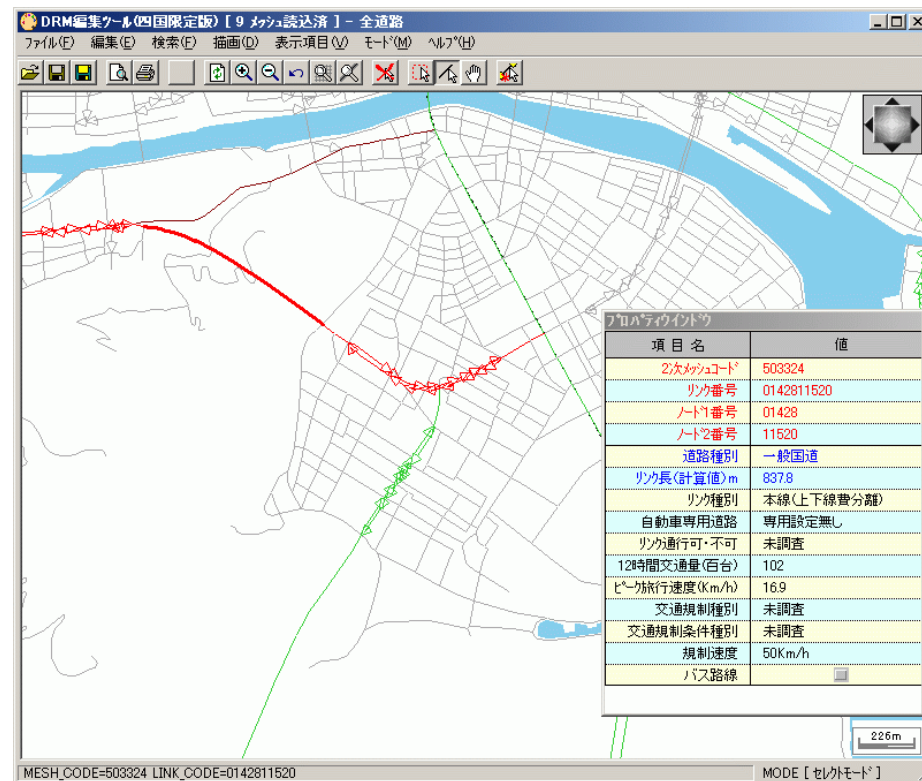 DRM編集ツール(四国限定版) [ 9 メッシュ読込済 ] - 全道路
ファイル(F) 編集(E) 検索(F) 描画(D) 表示項目(V) モード(M) ヘルプ(H)
プロパティウインドウ
項目名 値
2次メッシュコード 503324
リンク番号 0142811520
ノード1番号 01428
ノード2番号 11520
道路種別 一般国道
リンク長(計算値)m 837.8
リンク種別 本線(上下線費分離)
自動車専用道路 専用設定無し
リンク通行可・不可 未調査
12時間交通量(百台) 102
ピーク旅行速度(Km/h) 16.9
交通規制種別 未調査
交通規制条件種別 未調査
規制速度 50Km/h
バス路線
226m
MESH_CODE=503324 LINK_CODE=0142811520 MODE [ セレクトモード ]